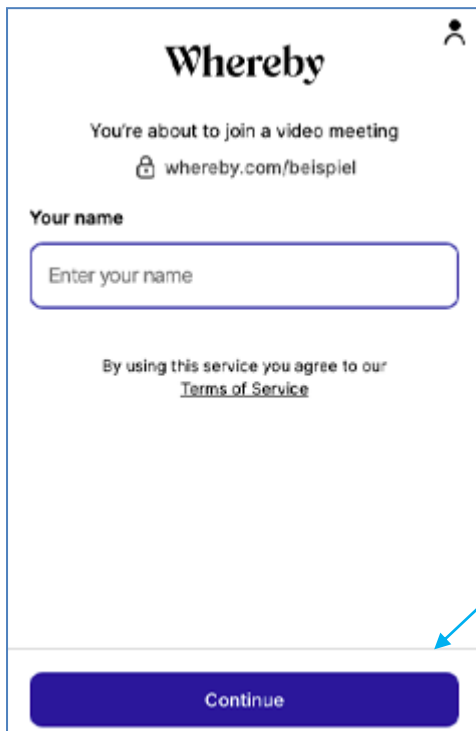 Whereby
You're about to join a video meeting
whereby.com/beispiel
Your name
Enter your name
By using this service you agree to our
Terms of Service
Continue